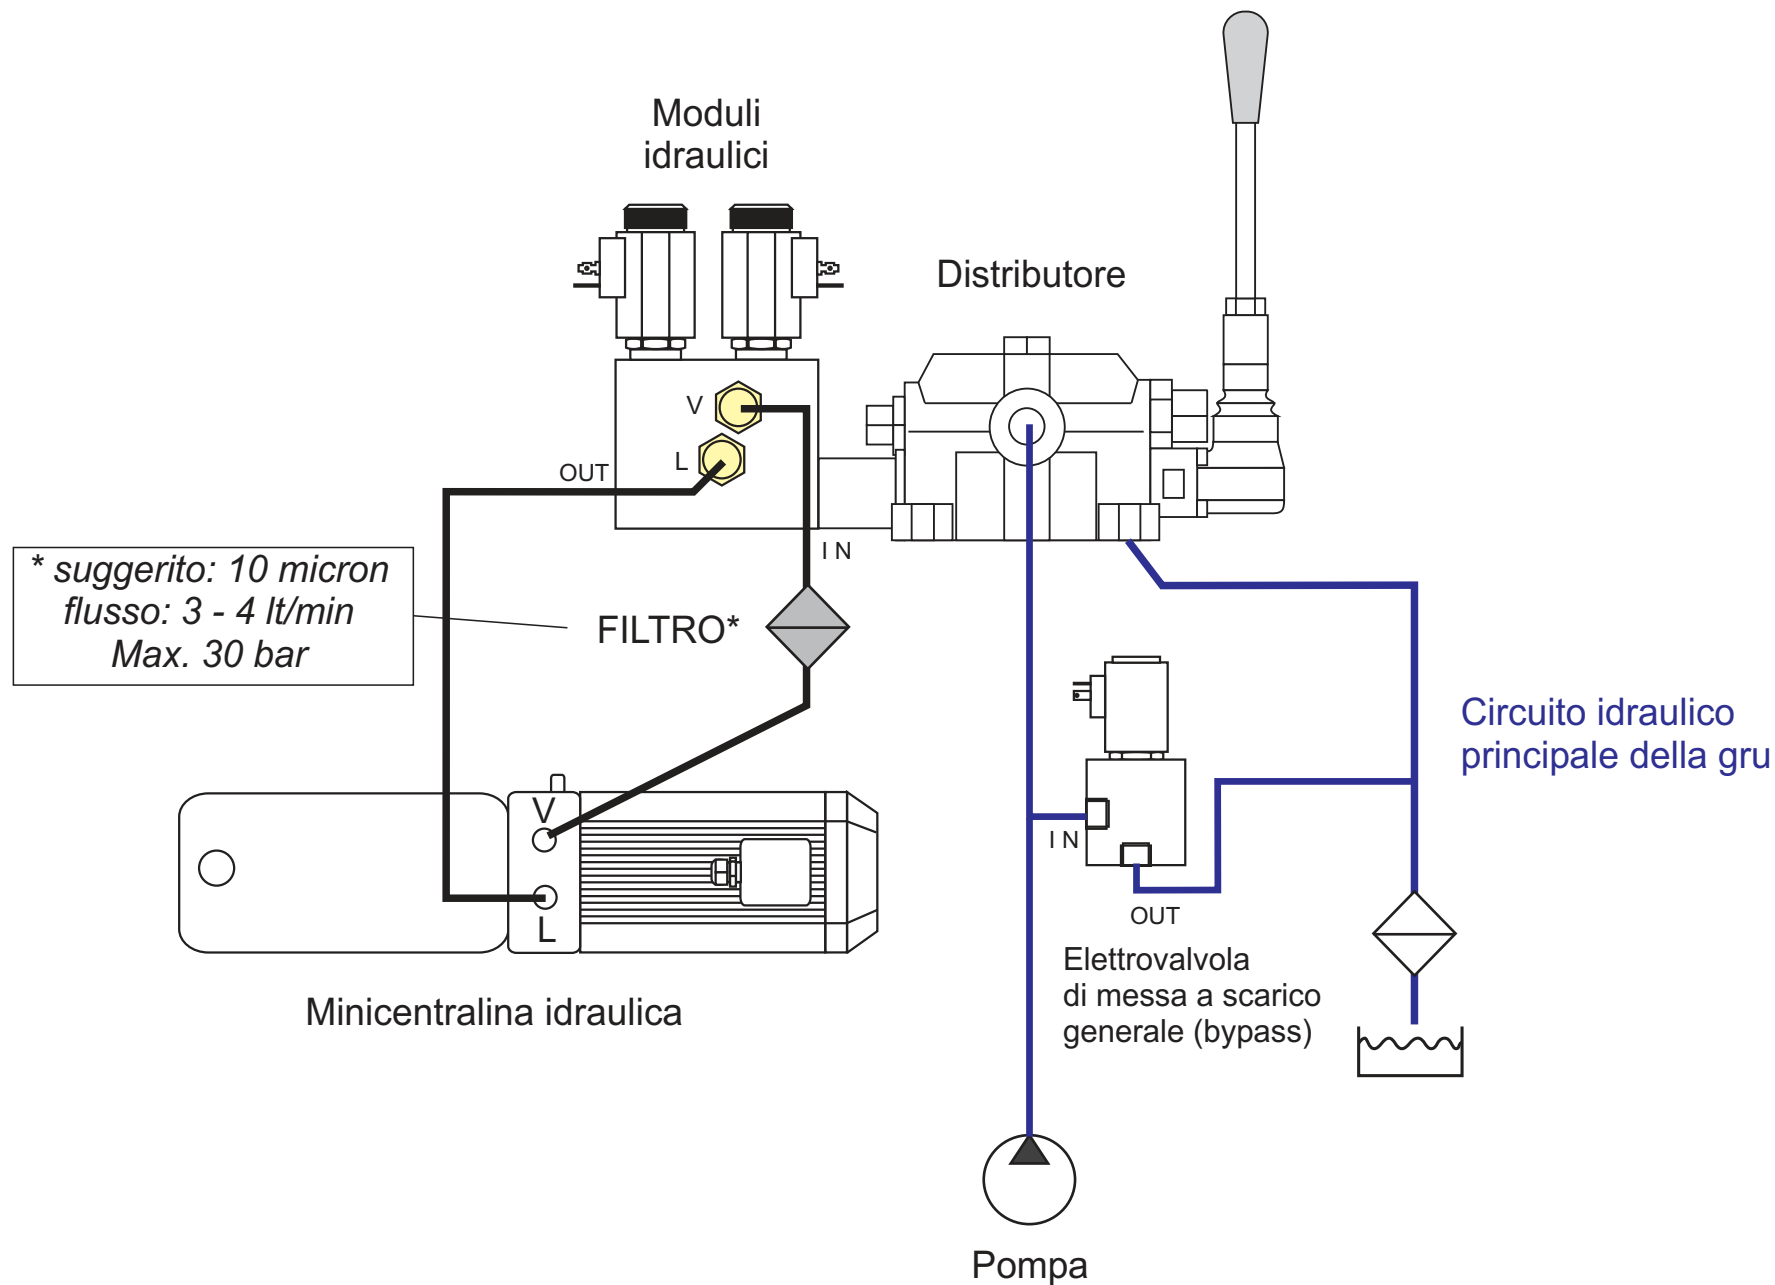 Moduli
idraulici
Distributore
V
L
OUT
I N
* suggerito: 10 micron
flusso: 3 - 4 lt/min
Max. 30 bar
FILTRO*
Circuito idraulico
principale della gru
V
L
I N
OUT
Elettrovalvola
di messa a scarico
generale (bypass)
Minicentralina idraulica
Pompa